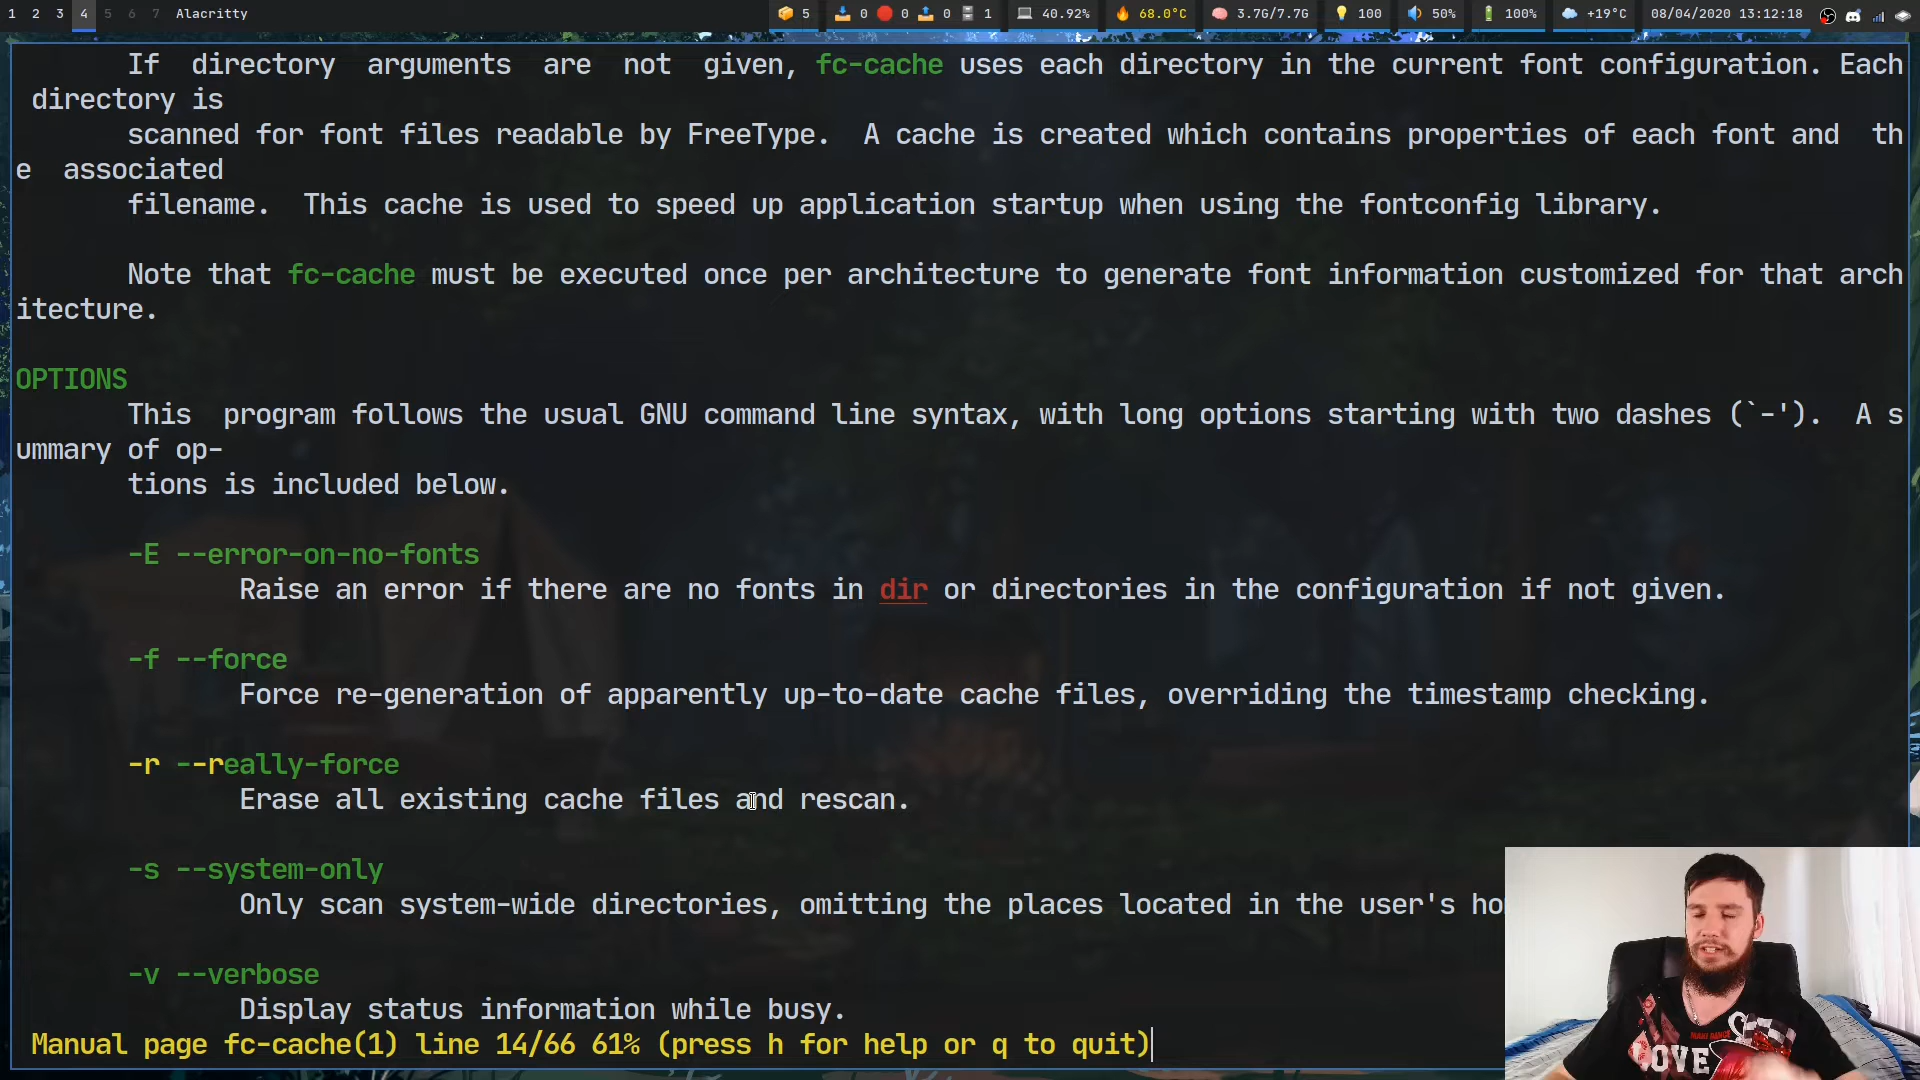 1 2 3 4 5 6 7 Alacritty 5 0 0 0 1 40.92% 68.0°C 3.7G/7.7G 100 50% 100% +19°C 08/04/2020 13:12:18
If directory arguments are not given, fc-cache uses each directory in the current font configuration. Each
directory is
scanned for font files readable by FreeType. A cache is created which contains properties of each font and th
e associated
filename. This cache is used to speed up application startup when using the fontconfig library.
Note that fc-cache must be executed once per architecture to generate font information customized for that arch
itecture.
OPTIONS
This program follows the usual GNU command line syntax, with long options starting with two dashes (`-'). A s
ummary of op-
tions is included below.
-E --error-on-no-fonts
Raise an error if there are no fonts in dir or directories in the configuration if not given.
-f --force
Force re-generation of apparently up-to-date cache files, overriding the timestamp checking.
-r --really-force
Erase all existing cache files and rescan.
-s --system-only
Only scan system-wide directories, omitting the places located in the user's ho
-v --verbose
Display status information while busy.
Manual page fc-cache(1) line 14/66 61% (press h for help or q to quit)
LOVE